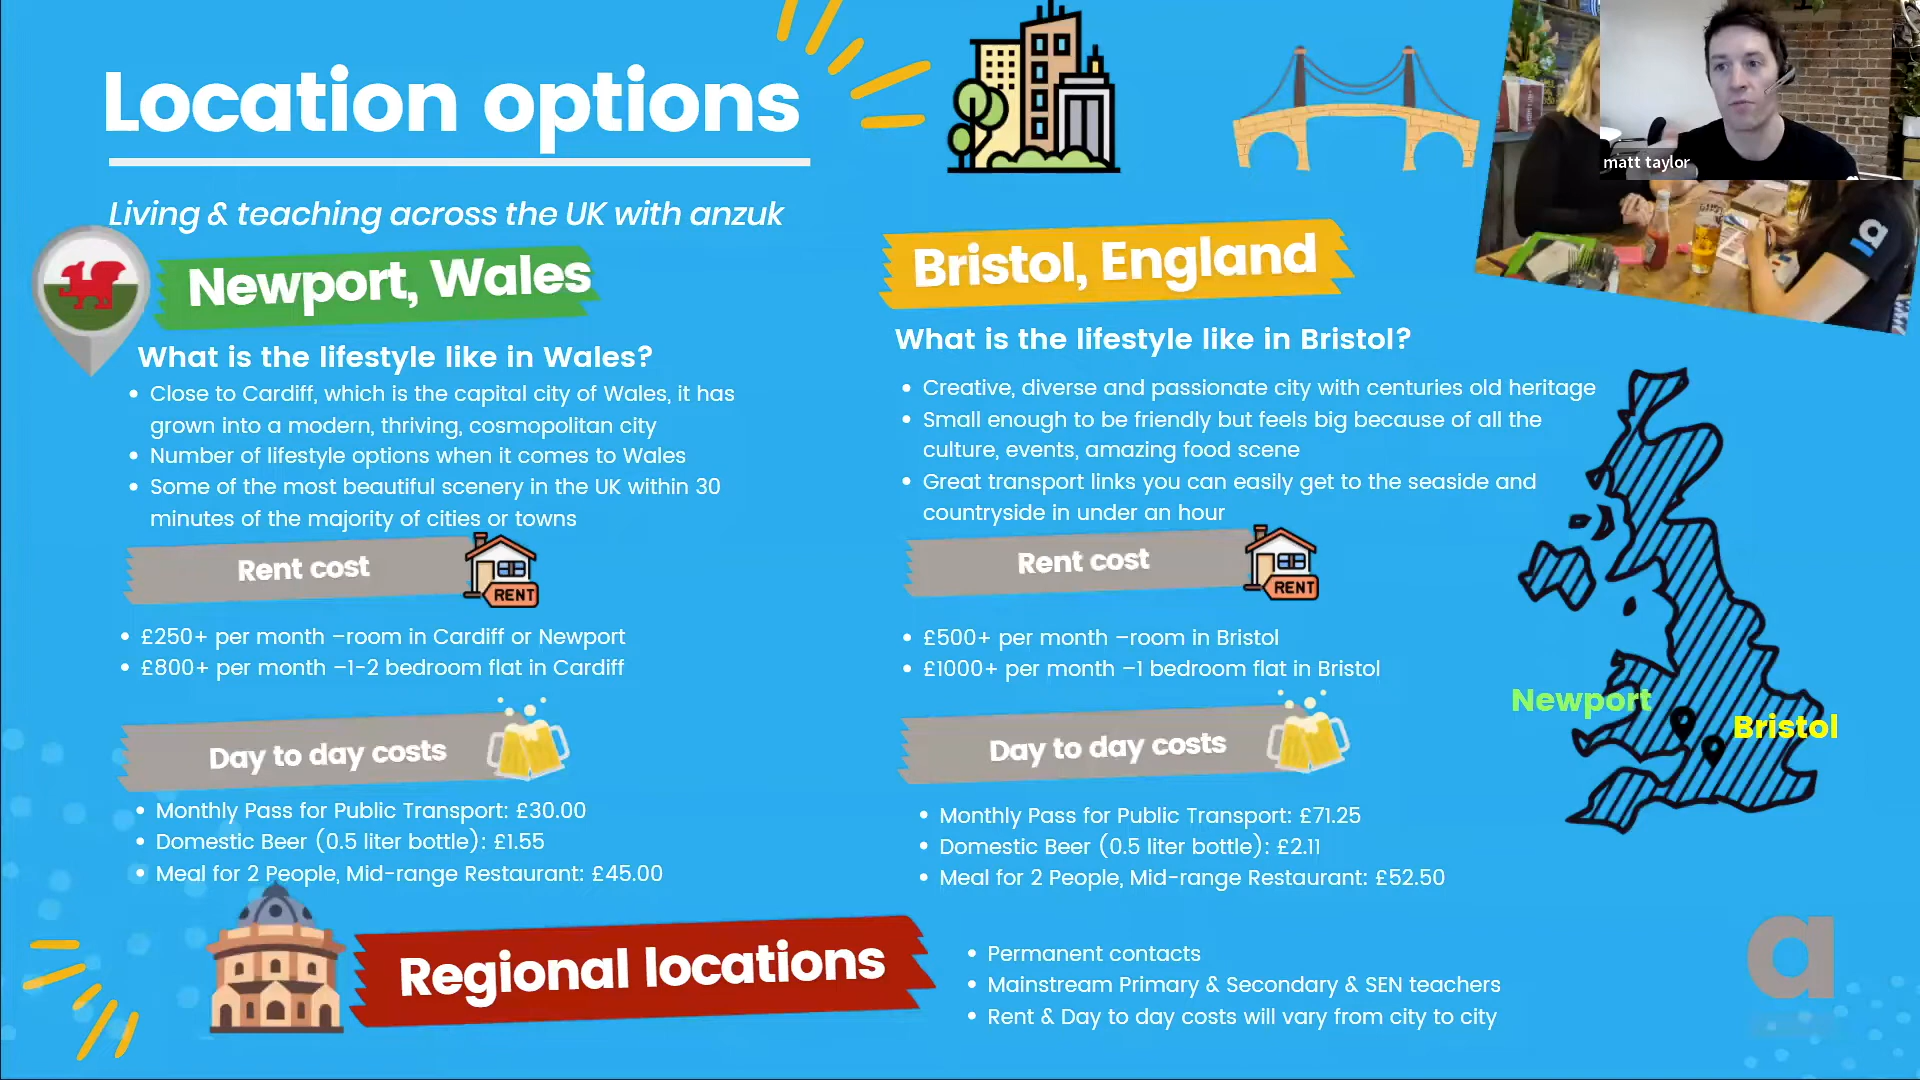 Location options
Living & teaching across the UK with anzuk
matt taylor
Newport, Wales
What is the lifestyle like in Wales?
• Close to Cardiff, which is the capital city of Wales, it has
grown into a modern, thriving, cosmopolitan city
• Number of lifestyle options when it comes to Wales
• Some of the most beautiful scenery in the UK within 30
minutes of the majority of cities or towns
Rent cost
RENT
• £250+ per month –room in Cardiff or Newport
• £800+ per month –1-2 bedroom flat in Cardiff
Day to day costs
• Monthly Pass for Public Transport: £30.00
• Domestic Beer (0.5 liter bottle): £1.55
• Meal for 2 People, Mid-range Restaurant: £45.00
Bristol, England
What is the lifestyle like in Bristol?
• Creative, diverse and passionate city with centuries old heritage
• Small enough to be friendly but feels big because of all the
culture, events, amazing food scene
• Great transport links you can easily get to the seaside and
countryside in under an hour
Rent cost
RENT
• £500+ per month –room in Bristol
• £1000+ per month –1 bedroom flat in Bristol
Day to day costs
• Monthly Pass for Public Transport: £71.25
• Domestic Beer (0.5 liter bottle): £2.11
• Meal for 2 People, Mid-range Restaurant: £52.50
Newport
Bristol
Regional locations
• Permanent contacts
• Mainstream Primary & Secondary & SEN teachers
• Rent & Day to day costs will vary from city to city
a